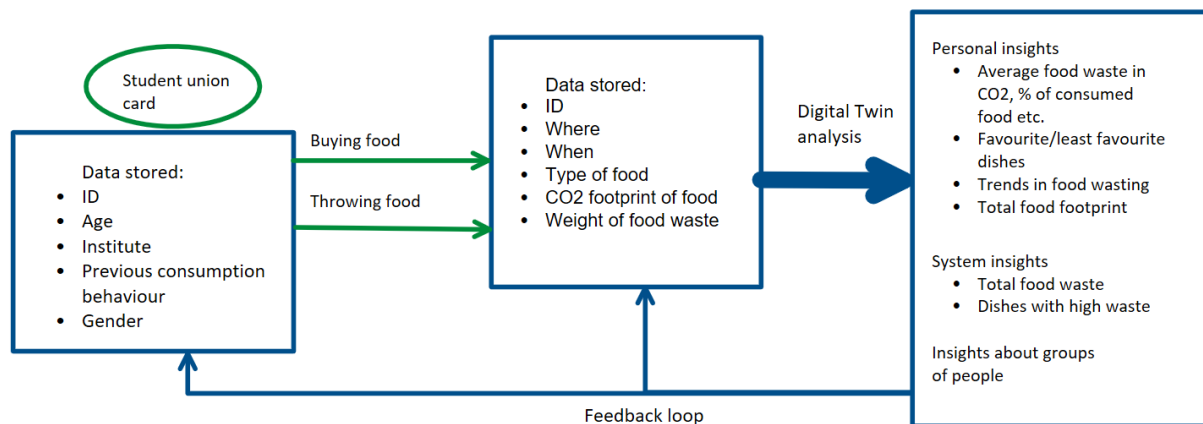 Student union
card
Data stored:
• ID
• Age
• Institute
• Previous consumption
behaviour
• Gender
Buying food
Throwing food
Data stored:
• ID
• Where
• When
• Type of food
• CO2 footprint of food
• Weight of food waste
Digital Twin
analysis
Personal insights
• Average food waste in
CO2, % of consumed
food etc.
• Favourite/least favourite
dishes
• Trends in food wasting
• Total food footprint
System insights
• Total food waste
• Dishes with high waste
Insights about groups
of people
Feedback loop